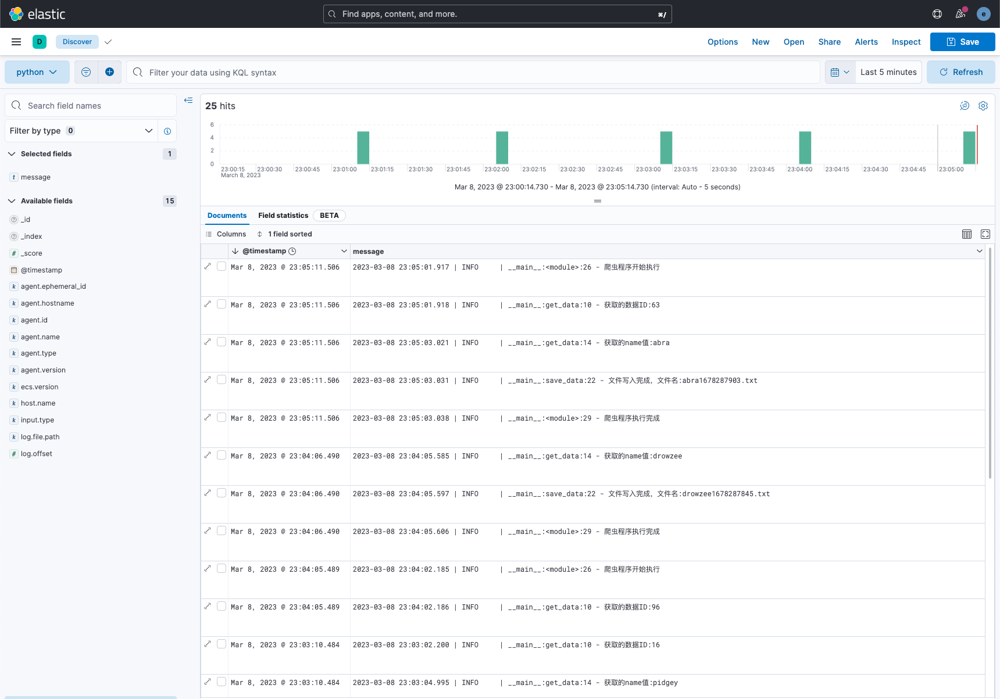 elastic
Find apps, content, and more.
⌘/
e
D
Discover
Options
New
Open
Share
Alerts
Inspect
Save
python
Filter your data using KQL syntax
Last 5 minutes
Refresh
Search field names
Filter by type 0
Selected fields 1
t message
Available fields 15
_id
_index
# _score
@timestamp
k agent.ephemeral_id
k agent.hostname
k agent.id
k agent.name
k agent.type
k agent.version
k ecs.version
k host.name
k input.type
k log.file.path
# log.offset
25 hits
6
4
2
0
23:00:15 23:00:30 23:00:45 23:01:00 23:01:15 23:01:30 23:01:45 23:02:00 23:02:15 23:02:30 23:02:45 23:03:00 23:03:15 23:03:30 23:03:45 23:04:00 23:04:15 23:04:30 23:04:45 23:05:00
March 8, 2023
Mar 8, 2023 @ 23:00:14.730 - Mar 8, 2023 @ 23:05:14.730 (interval: Auto - 5 seconds)
Documents Field statistics BETA
Columns 1 field sorted
@timestamp message
Mar 8, 2023 @ 23:05:11.506 2023-03-08 23:05:01.917 | INFO | __main__:<module>:26 - 爬虫程序开始执行
Mar 8, 2023 @ 23:05:11.506 2023-03-08 23:05:01.918 | INFO | __main__:get_data:10 - 获取的数据ID:63
Mar 8, 2023 @ 23:05:11.506 2023-03-08 23:05:03.021 | INFO | __main__:get_data:14 - 获取的name值:abra
Mar 8, 2023 @ 23:05:11.506 2023-03-08 23:05:03.031 | INFO | __main__:save_data:22 - 文件写入完成，文件名:abra1678287903.txt
Mar 8, 2023 @ 23:05:11.506 2023-03-08 23:05:03.038 | INFO | __main__:<module>:29 - 爬虫程序执行完成
Mar 8, 2023 @ 23:04:06.490 2023-03-08 23:04:05.585 | INFO | __main__:get_data:14 - 获取的name值:drowzee
Mar 8, 2023 @ 23:04:06.490 2023-03-08 23:04:05.597 | INFO | __main__:save_data:22 - 文件写入完成，文件名:drowzee1678287845.txt
Mar 8, 2023 @ 23:04:06.490 2023-03-08 23:04:05.606 | INFO | __main__:<module>:29 - 爬虫程序执行完成
Mar 8, 2023 @ 23:04:05.489 2023-03-08 23:04:02.185 | INFO | __main__:<module>:26 - 爬虫程序开始执行
Mar 8, 2023 @ 23:04:05.489 2023-03-08 23:04:02.186 | INFO | __main__:get_data:10 - 获取的数据ID:96
Mar 8, 2023 @ 23:03:10.484 2023-03-08 23:03:02.200 | INFO | __main__:get_data:10 - 获取的数据ID:16
Mar 8, 2023 @ 23:03:10.484 2023-03-08 23:03:04.995 | INFO | __main__:get_data:14 - 获取的name值:pidgey